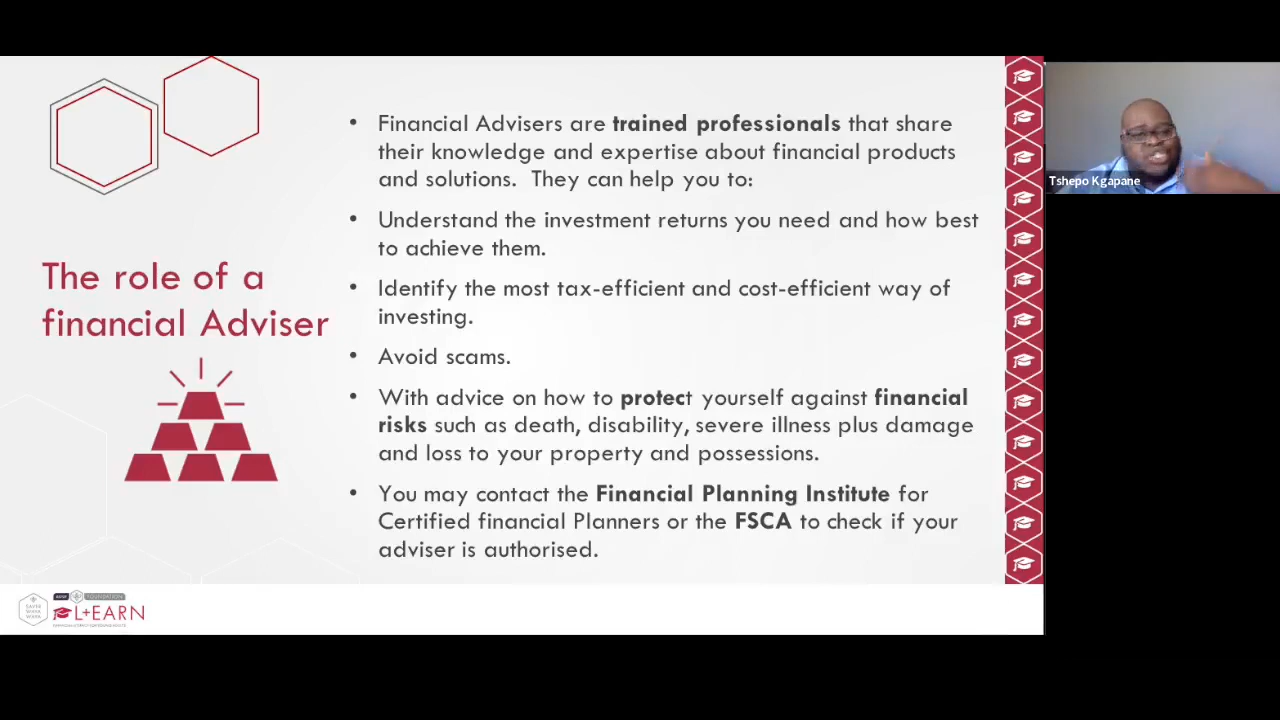 The role of a
financial Adviser
• Financial Advisers are trained professionals that share
their knowledge and expertise about financial products
and solutions.  They can help you to:
• Understand the investment returns you need and how best
to achieve them.
• Identify the most tax-efficient and cost-efficient way of
investing.
• Avoid scams.
• With advice on how to protect yourself against financial
risks such as death, disability, severe illness plus damage
and loss to your property and possessions.
• You may contact the Financial Planning Institute for
Certified financial Planners or the FSCA to check if your
adviser is authorised.
Tshepo Kgapane
FOUNDATION
L+EARN